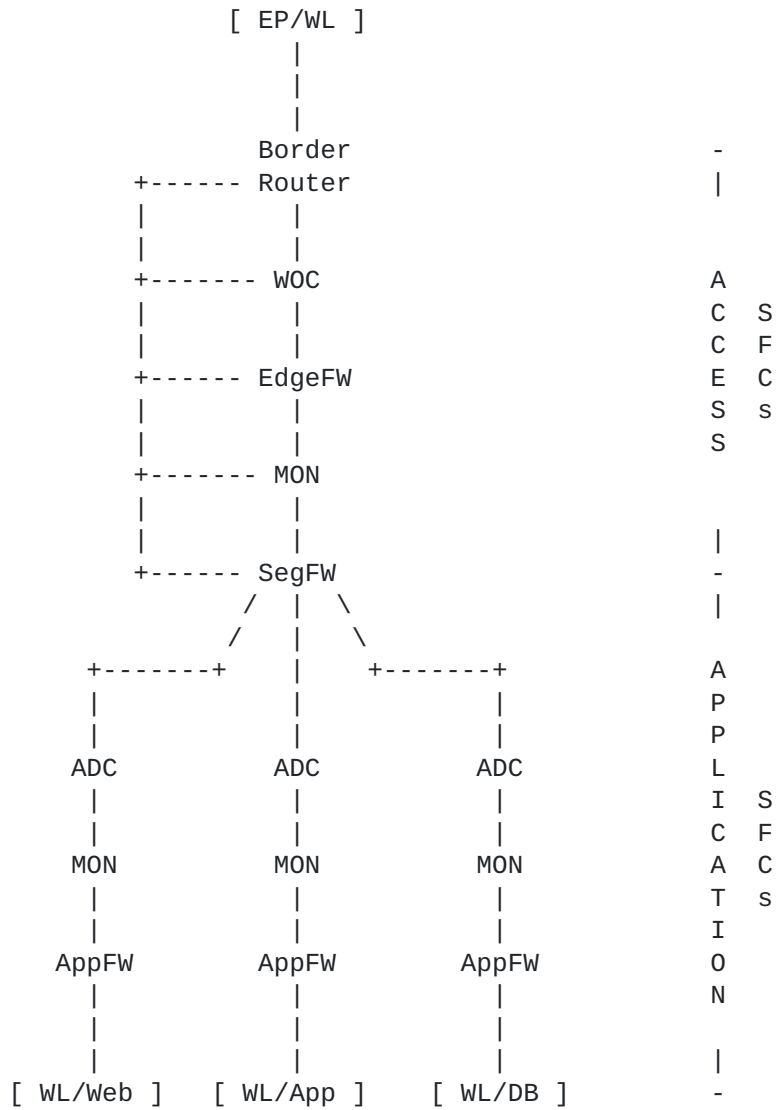 [ EP/WL ]
|
|
|
Border -
+------ Router |
| |
| |
+------- WOC A
| | C S
| | C F
+------ EdgeFW E C
| | S s
| | S
+------- MON
| |
| | |
+------ SegFW -
/ | \ |
/ | \
+-------+ | +-------+ A
| | | P
| | | P
ADC ADC ADC L
| | | I S
| | | C F
MON MON MON A C
| | | T s
| | | I
AppFW AppFW AppFW O
| | | N
| | |
| | | |
[ WL/Web ] [ WL/App ] [ WL/DB ] -